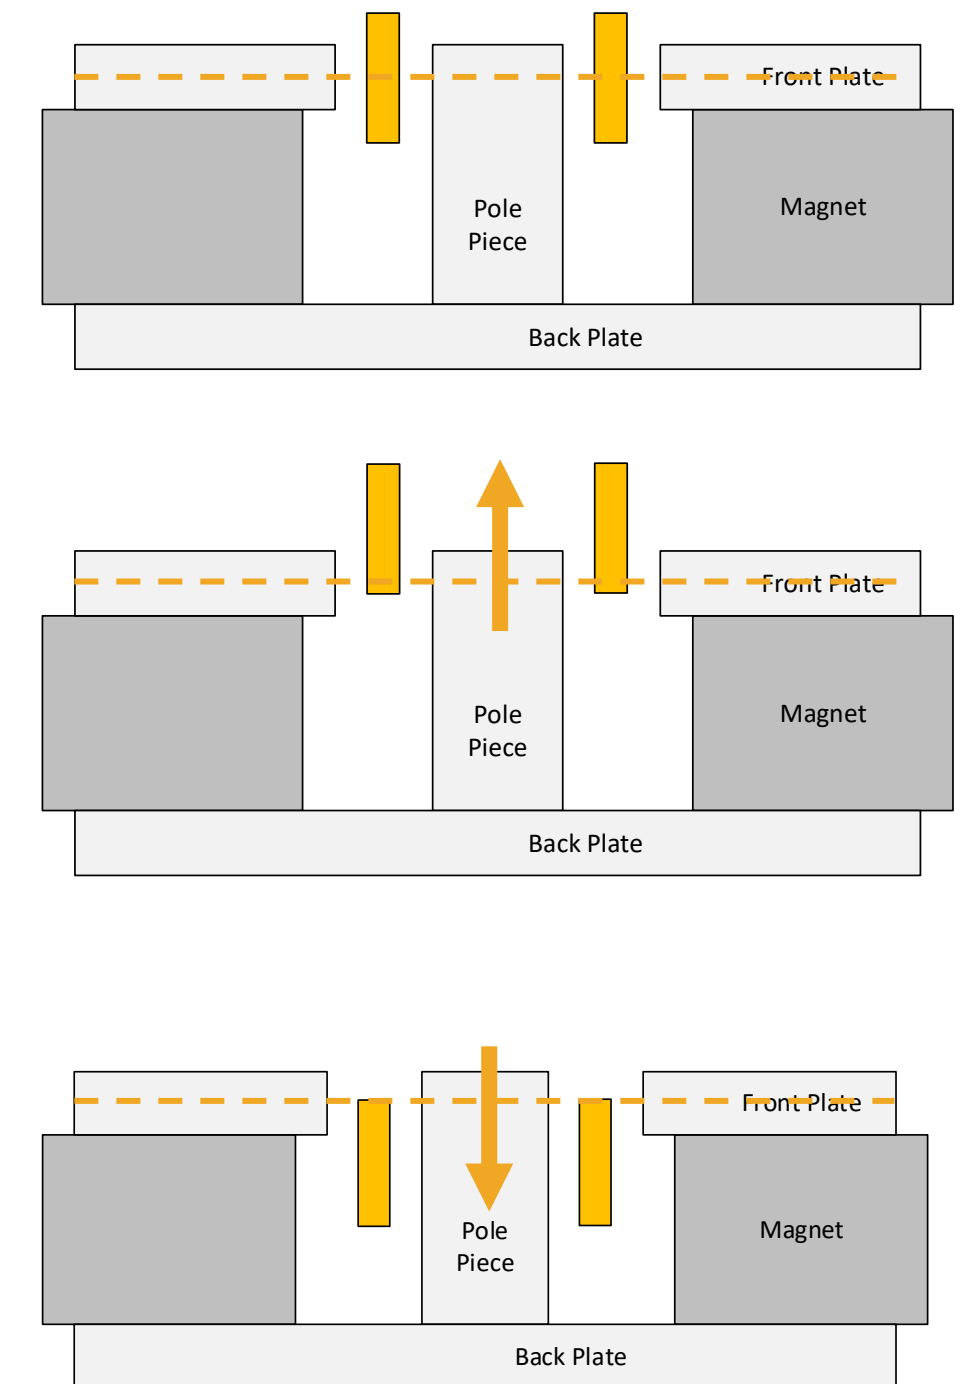 Front Plate
Pole
Piece
Magnet
Back Plate
Front Plate
Pole
Piece
Magnet
Back Plate
Front Plate
Pole
Piece
Magnet
Back Plate